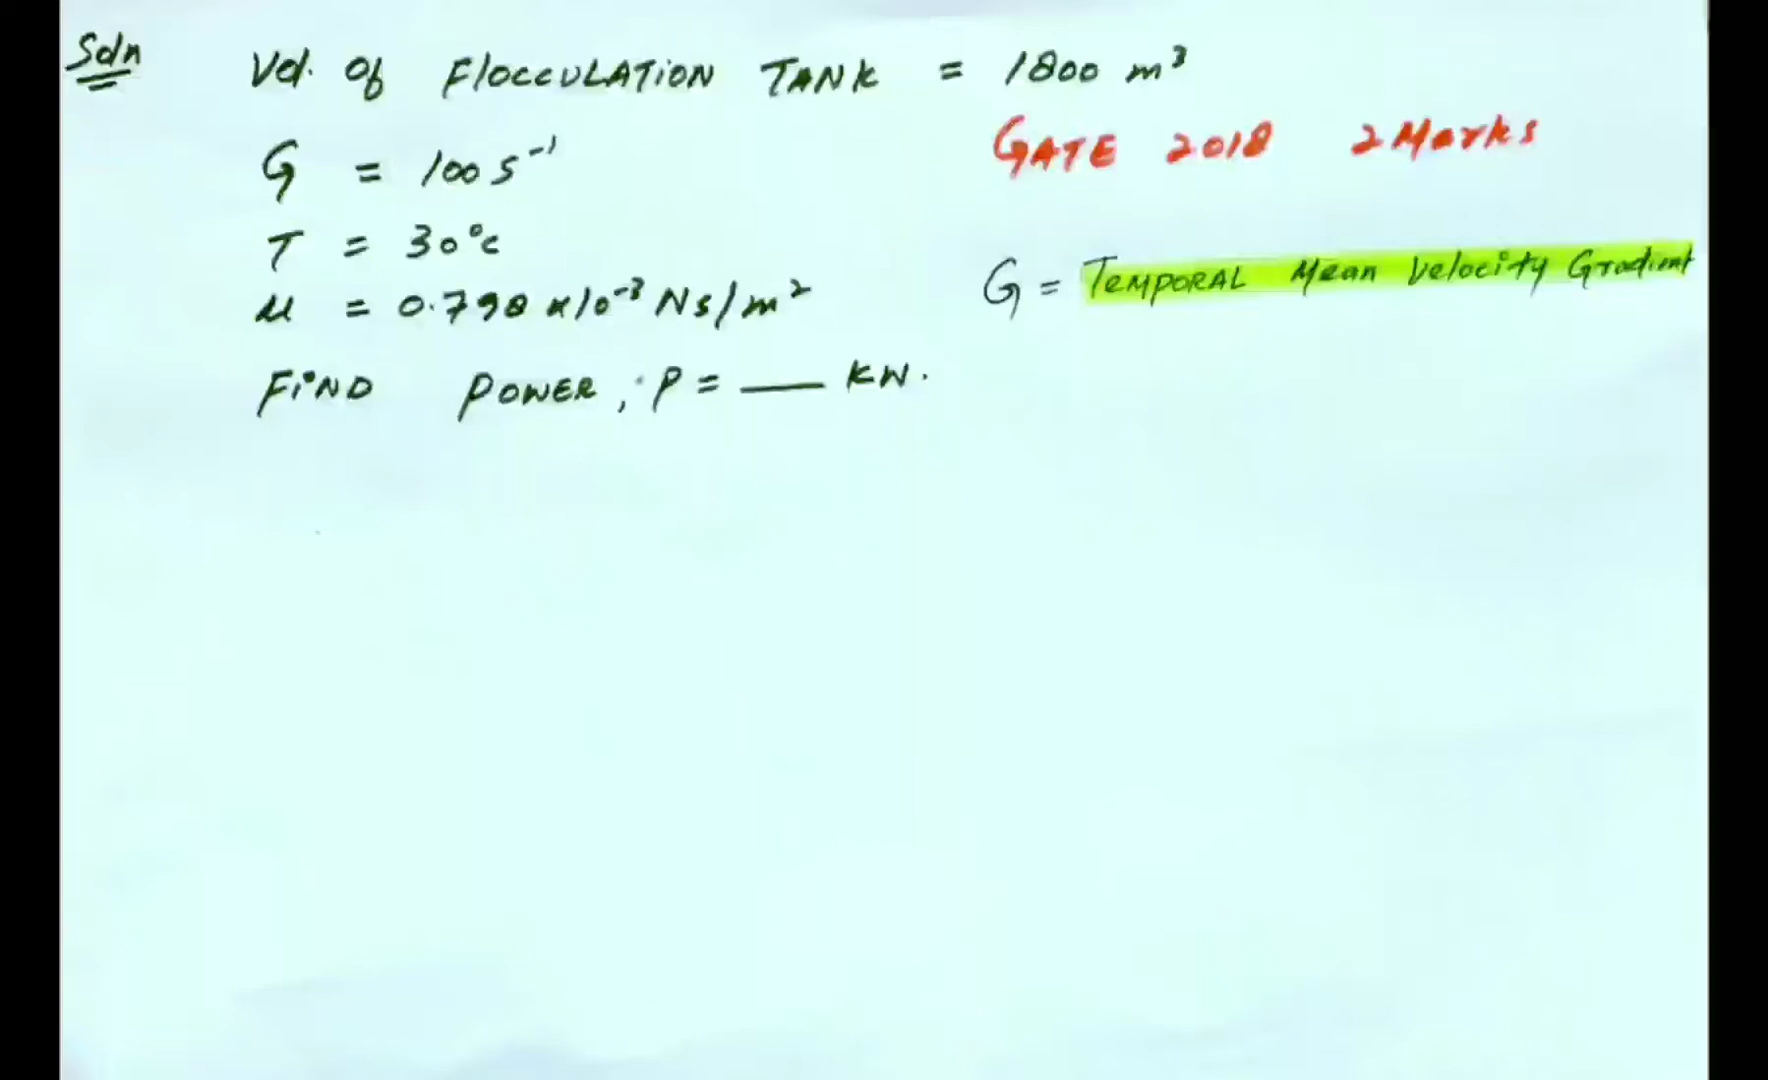 Soln
Vol. Of FlOCCULATiON TANK = 1800 m³
GATE 2018 2 Marks
G = 100 s⁻¹
T = 30°c
G = TEMPORAL Mean Velocity Gradient
μ = 0.798 x10⁻³ Ns/m²
FiND POWER, P = ___ KW.